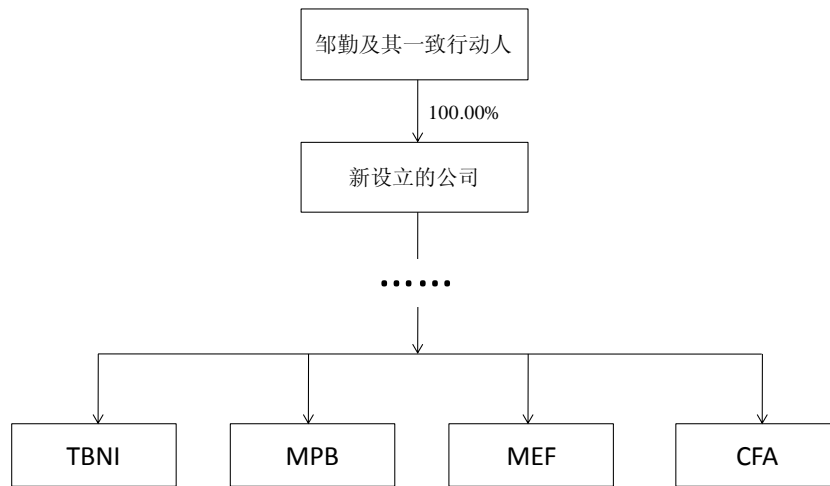 邹勤及其一致行动人
100.00%
新设立的公司
……
TBNI
MPB
MEF
CFA